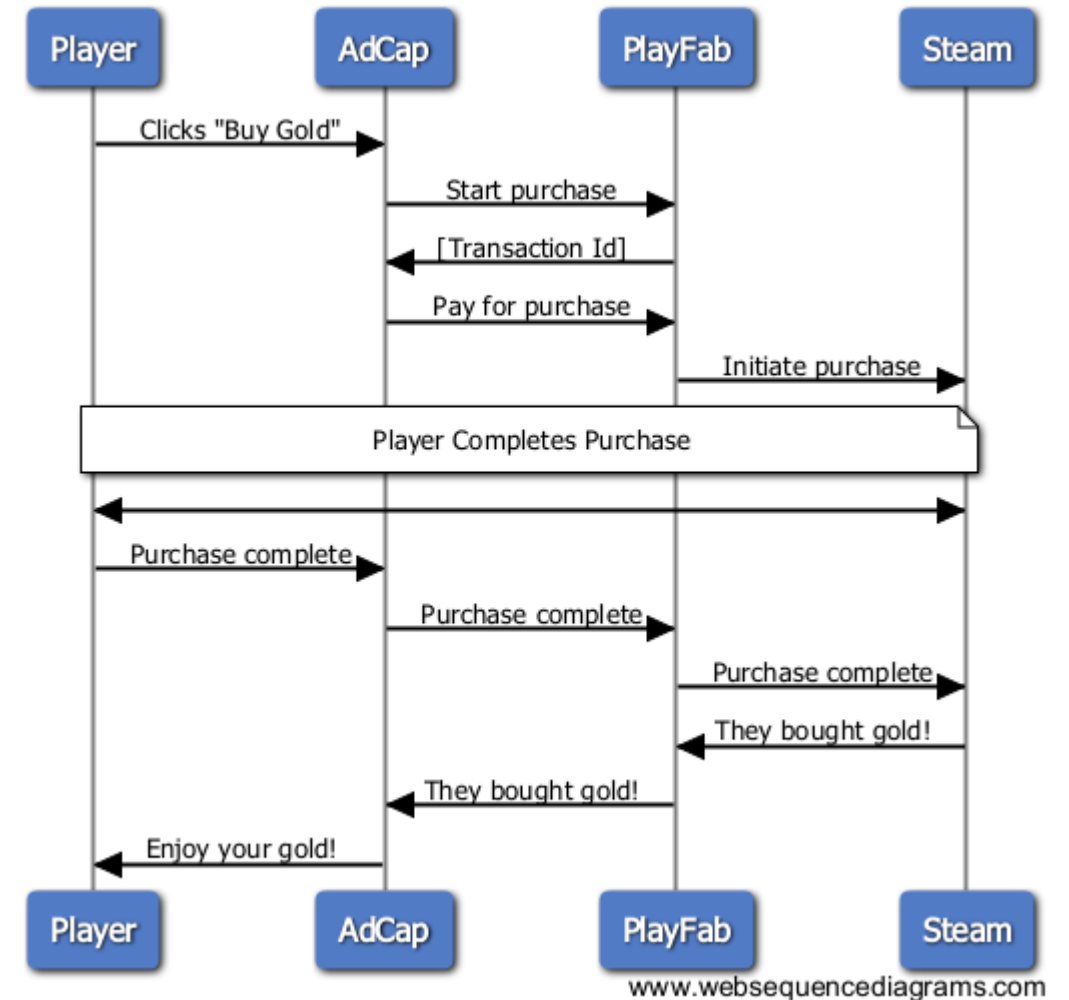 Player AdCap PlayFab Steam
Clicks "Buy Gold"
Start purchase
[Transaction Id]
Pay for purchase
Initiate purchase
Player Completes Purchase
Purchase complete
Purchase complete
Purchase complete
They bought gold!
They bought gold!
Enjoy your gold!
Player AdCap PlayFab Steam
www.websequencediagrams.com